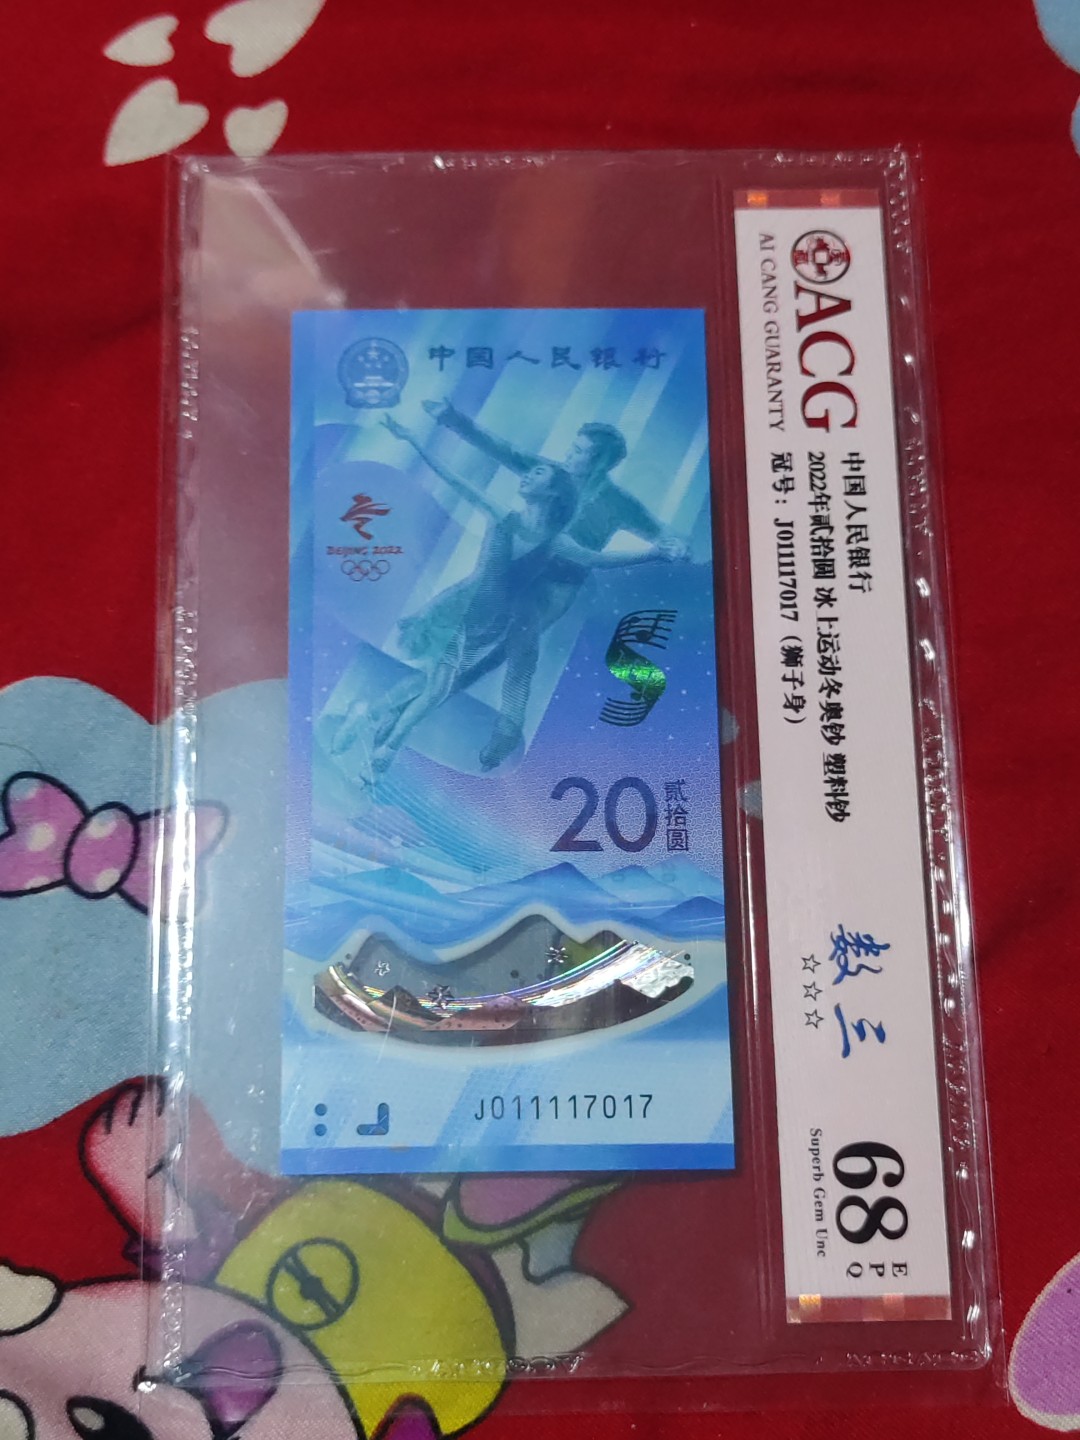 中国人民银行
BEIJING 2022
20
贰拾圆
J011117017
ACG
AI CANG GUARANTY
中国人民银行
2022年贰拾圆 冰上运动冬奥钞 塑料钞
冠号：J011117017（狮子身）
数三
☆☆☆
68
EPQ
Superb Gem Unc